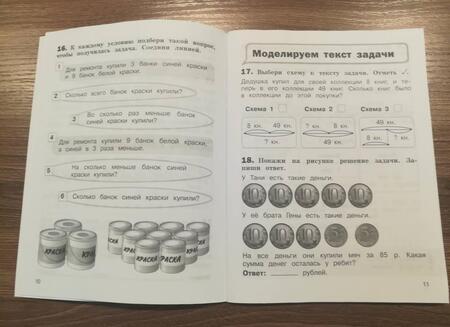 16. К каждому условию подбери такой вопрос,
чтобы получилась задача. Соедини линией.
1 Для ремонта купили 3 банки синей краски
и 9 банок белой краски.
2 Сколько всего банок краски купили?
3 Во сколько раз меньше банок
синей краски купили?
4 Для ремонта купили 9 банок белой краски,
а синей в 3 раза меньше.
5 На сколько меньше банок синей
краски купили?
6 Сколько банок синей краски купили?
КРАСКА
КРАСКА
КРАСКА
10
Моделируем текст задачи
17. Выбери схему к тексту задачи. Отметь ✓.
Дедушка купил для своей коллекции 8 книг, и те-
перь в его коллекции 49 книг. Сколько книг было
в коллекции до этой покупки?
Схема 1 Схема 2 Схема 3
8 кн. 49 кн.
? кн.
? кн. 8 кн.
49 кн.
49 кн.
8 кн. ? кн.
18. Покажи на рисунке решение задачи. За-
пиши ответ.
У Тани есть такие деньги.
10 10 10 10 10
У её брата Гены есть такие деньги.
10 10 10 5 5
На все деньги они купили мяч за 85 р. Какая
сумма денег осталась у ребят?
Ответ: рублей.
11